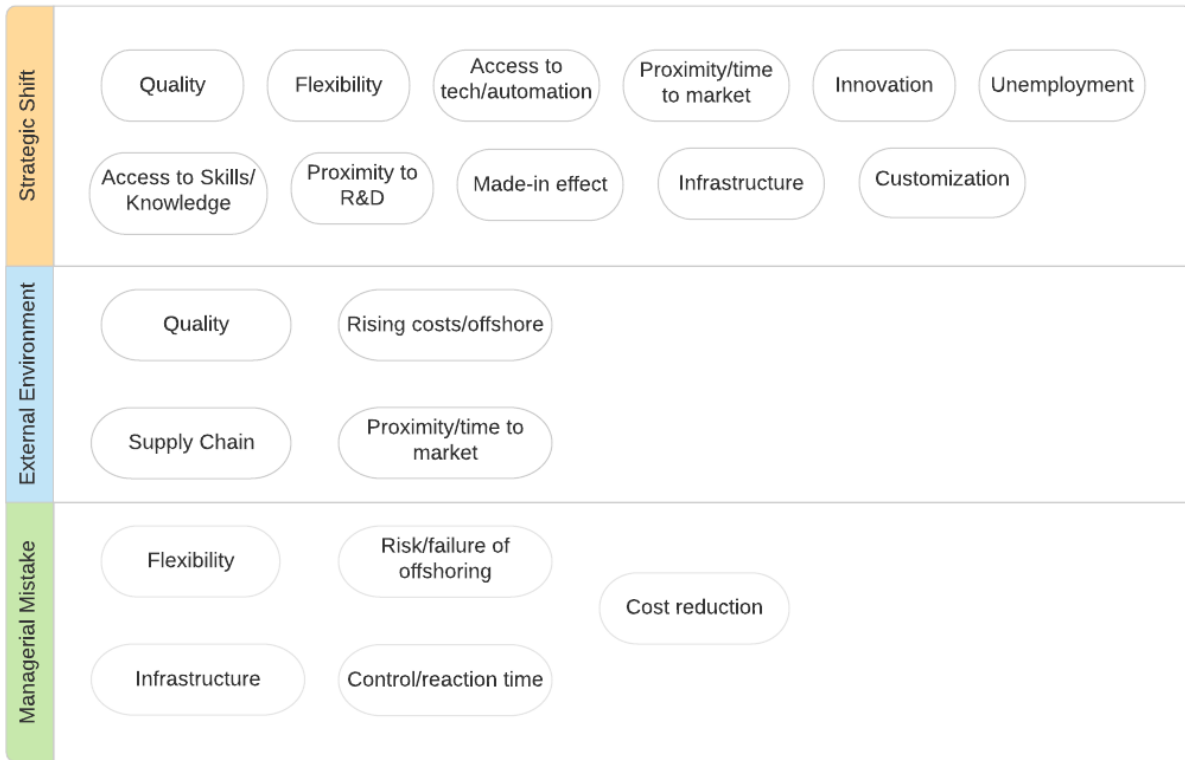 Strategic Shift
Quality
Flexibility
Access to
tech/automation
Proximity/time
to market
Innovation
Unemployment
Access to Skills/
Knowledge
Proximity to
R&D
Made-in effect
Infrastructure
Customization
External Environment
Quality
Rising costs/offshore
Supply Chain
Proximity/time to
market
Managerial Mistake
Flexibility
Risk/failure of
offshoring
Cost reduction
Infrastructure
Control/reaction time